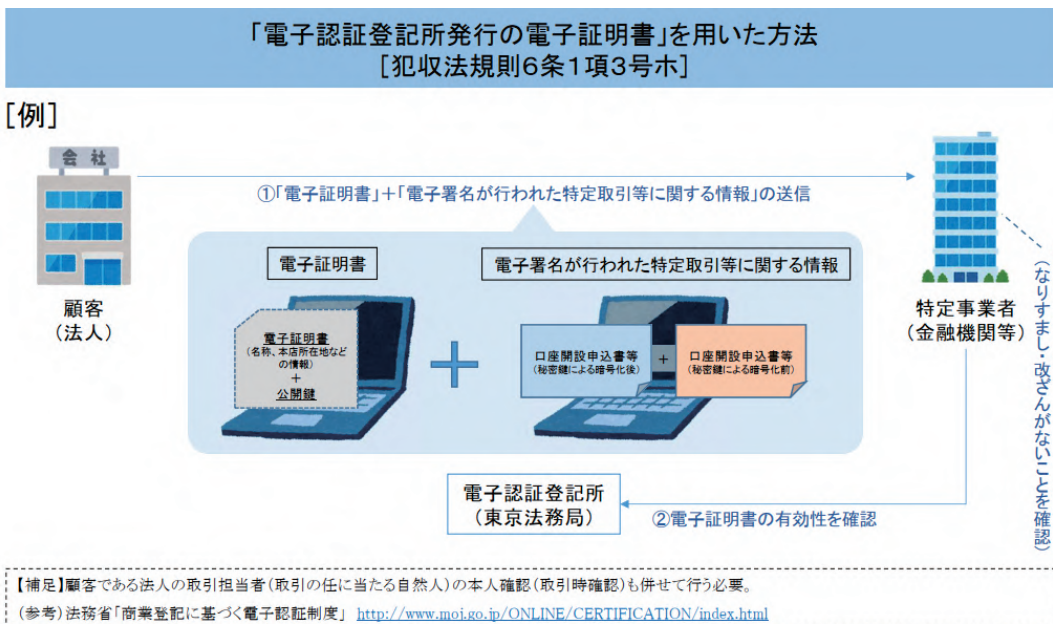 「電子認証登記所発行の電子証明書」を用いた方法
[犯収法規則6条1項3号ホ]
[例]
会社
①「電子証明書」+「電子署名が行われた特定取引等に関する情報」の送信
電子証明書
電子署名が行われた特定取引等に関する情報
顧客
(法人)
特定事業者
(金融機関等)
電子証明書
(名称、本店所在地など
の情報)
+
公開鍵
+
口座開設申込書等
(秘密鍵による暗号化後)
+
口座開設申込書等
(秘密鍵による暗号化前)
(なりすまし・改ざんがないことを確認)
電子認証登記所
(東京法務局)
②電子証明書の有効性を確認
【補足】顧客である法人の取引担当者(取引の任に当たる自然人)の本人確認(取引時確認)も併せて行う必要。
(参考)法務省「商業登記に基づく電子認証制度」 http://www.moj.go.jp/ONLINE/CERTIFICATION/index.html